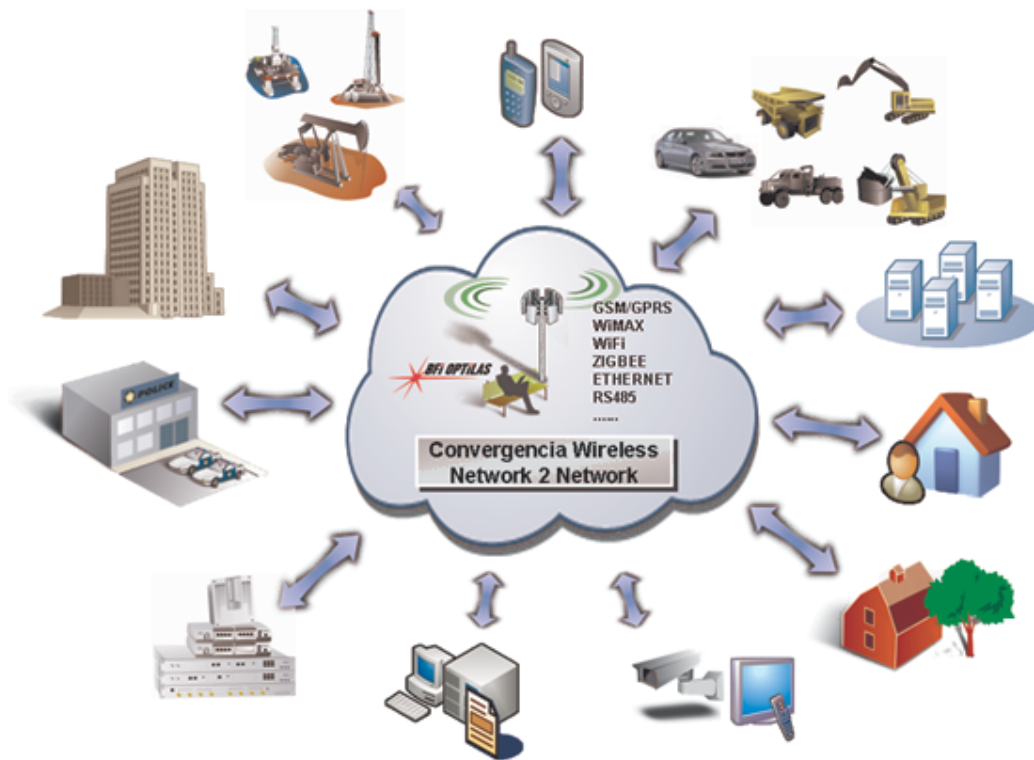 POLICE
BFi OPTiLAS
GSM/GPRS
WiMAX
WiFi
ZIGBEE
ETHERNET
RS485
......
Convergencia Wireless
Network 2 Network